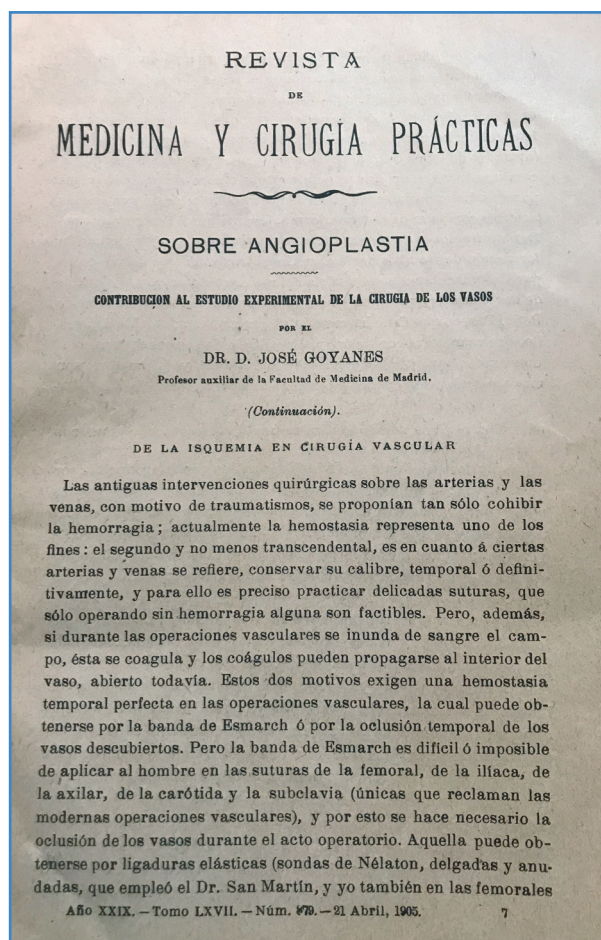 REVISTA
DE
MEDICINA Y CIRUGÍA PRÁCTICAS
SOBRE ANGIOPLASTIA
CONTRIBUCION AL ESTUDIO EXPERIMENTAL DE LA CIRUGIA DE LOS VASOS
POR EL
DR. D. JOSÉ GOYANES
Profesor auxiliar de la Facultad de Medicina de Madrid.
(Continuación).
DE LA ISQUEMIA EN CIRUGÍA VASCULAR
Las antiguas intervenciones quirúrgicas sobre las arterias y las
venas, con motivo de traumatismos, se proponían tan sólo cohibir
la hemorragia; actualmente la hemostasia representa uno de los
fines: el segundo y no menos transcendental, es en cuanto á ciertas
arterias y venas se refiere, conservar su calibre, temporal ó defini-
tivamente, y para ello es preciso practicar delicadas suturas, que
sólo operando sin hemorragia alguna son factibles. Pero, además,
si durante las operaciones vasculares se inunda de sangre el cam-
po, ésta se coagula y los coágulos pueden propagarse al interior del
vaso, abierto todavía. Estos dos motivos exigen una hemostasia
temporal perfecta en las operaciones vasculares, la cual puede ob-
tenerse por la banda de Esmarch ó por la oclusión temporal de los
vasos descubiertos. Pero la banda de Esmarch es difícil ó imposible
de aplicar al hombre en las suturas de la femoral, de la ilíaca, de
la axilar, de la carótida y la subclavia (únicas que reclaman las
modernas operaciones vasculares), y por esto se hace necesario la
oclusión de los vasos durante el acto operatorio. Aquella puede ob-
tenerse por ligaduras elásticas (sondas de Nélaton, delgadas y anu-
dadas, que empleó el Dr. San Martín, y yo también en las femorales
Año XXIX.—Tomo LXVII.—Núm. 879.—21 Abril, 1905. 7